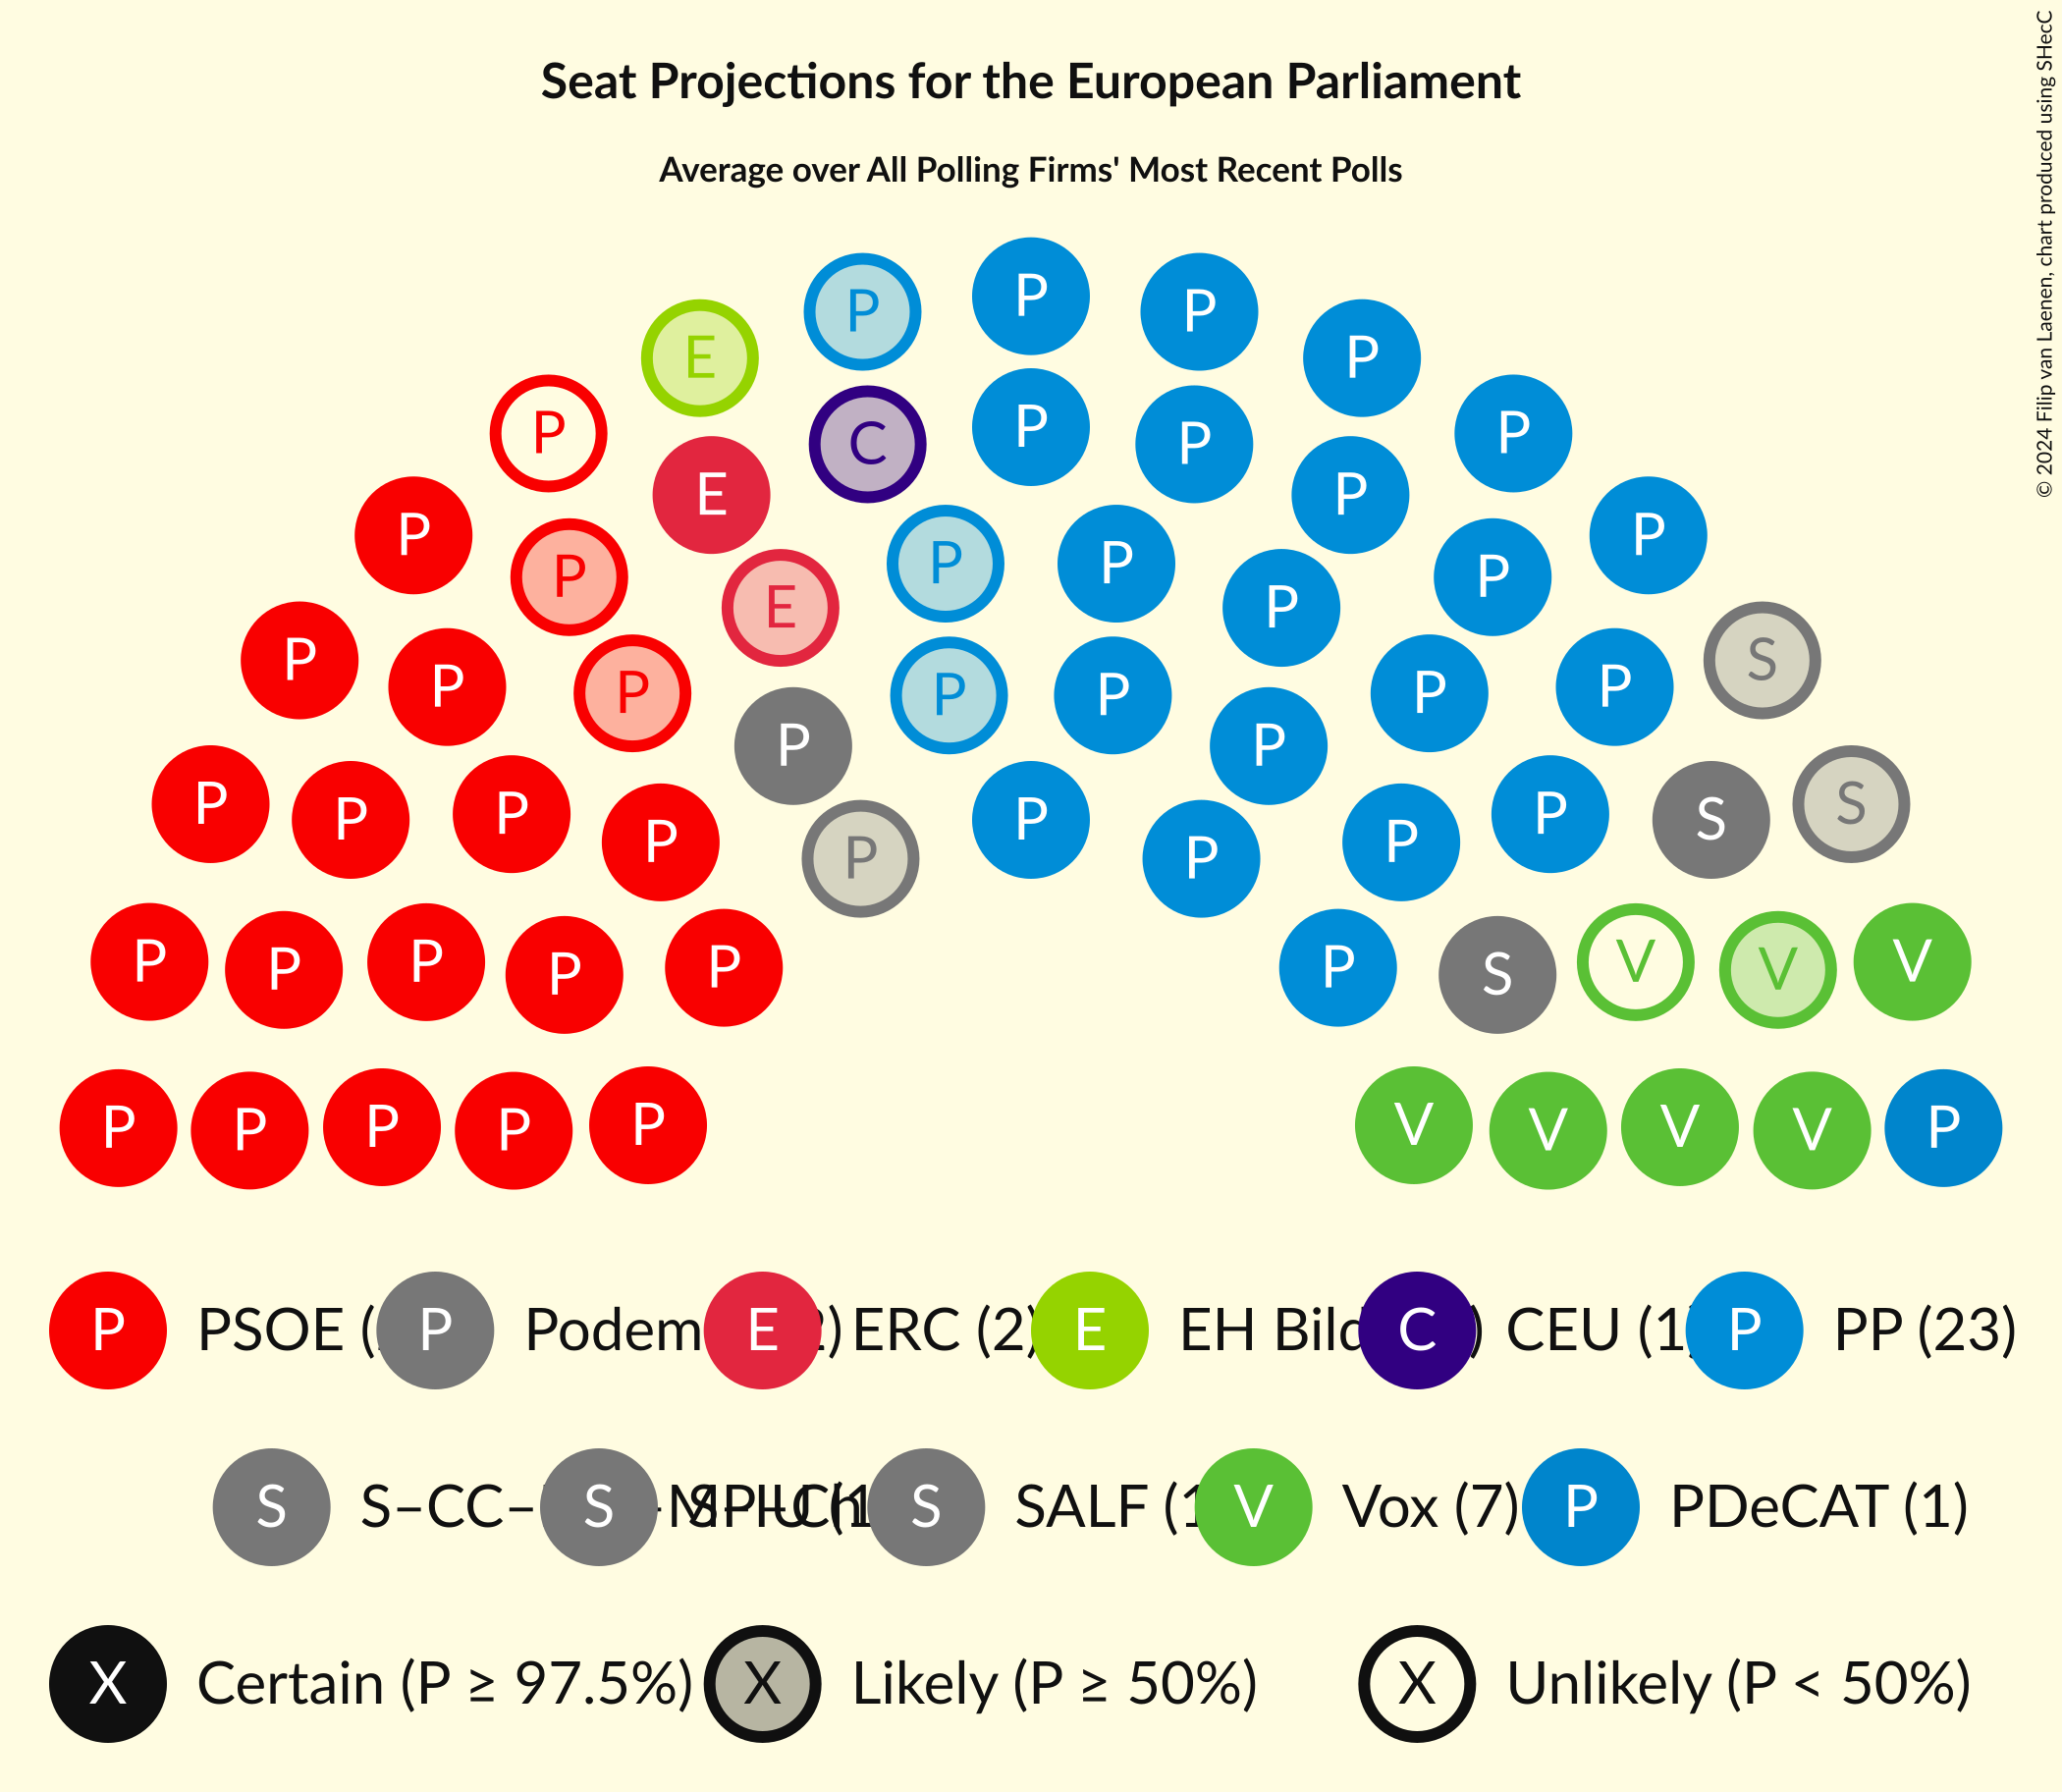 Seat Projections for the European Parliament
Average over All Polling Firms' Most Recent Polls
© 2024 Filip van Laenen, chart produced using SHecC
P P P
E P P
P E C P P P
P P E P P P P P
P P P P P P P S
P P P P P P P
P P P P P P P P S S
P P P P P P S V V V
P P P P P V V V V P
P PSOE ( P Podem 2) E ERC (2) E EH Bild ) C CEU (1) P PP (23)
S S–CC– S S SALF (1 V Vox (7) P PDeCAT (1)
X Certain (P ≥ 97.5%) X Likely (P ≥ 50%) X Unlikely (P < 50%)